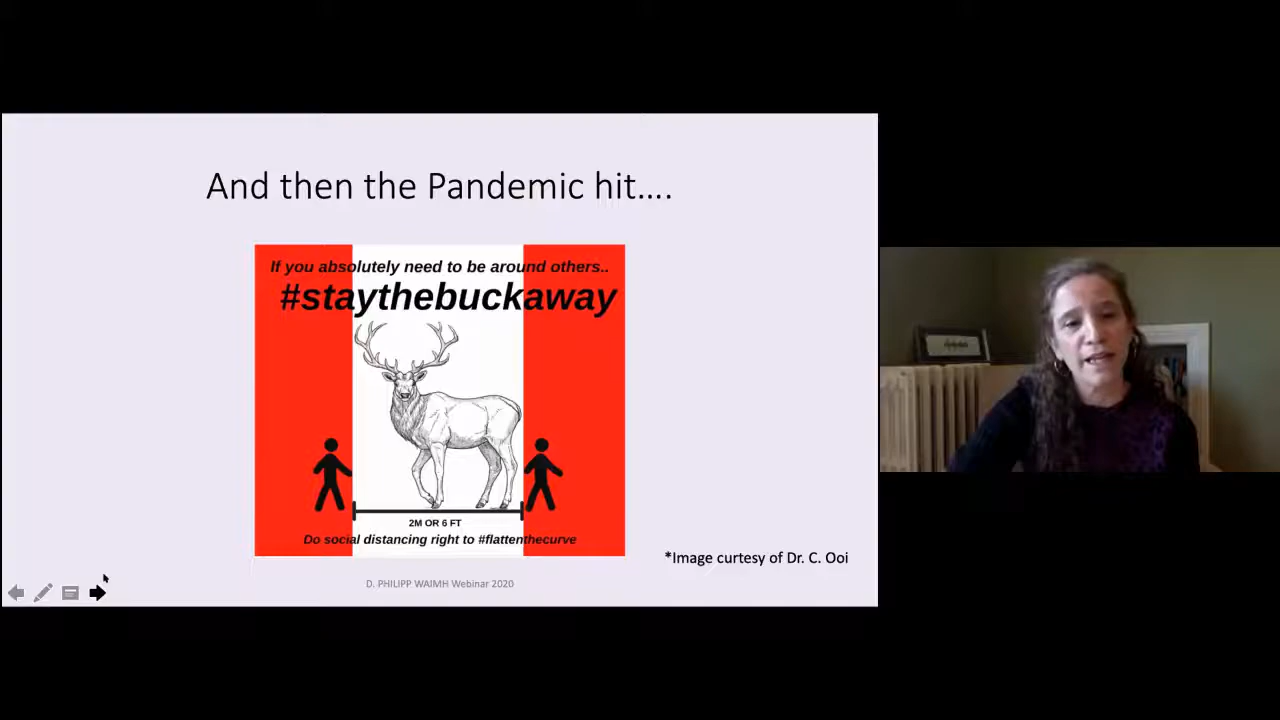 And then the Pandemic hit....
If you absolutely need to be around others..
#staythebuckaway
2M OR 6 FT
Do social distancing right to #flattenthecurve
*Image curtesy of Dr. C. Ooi
D. PHILIPP WAIMH Webinar 2020